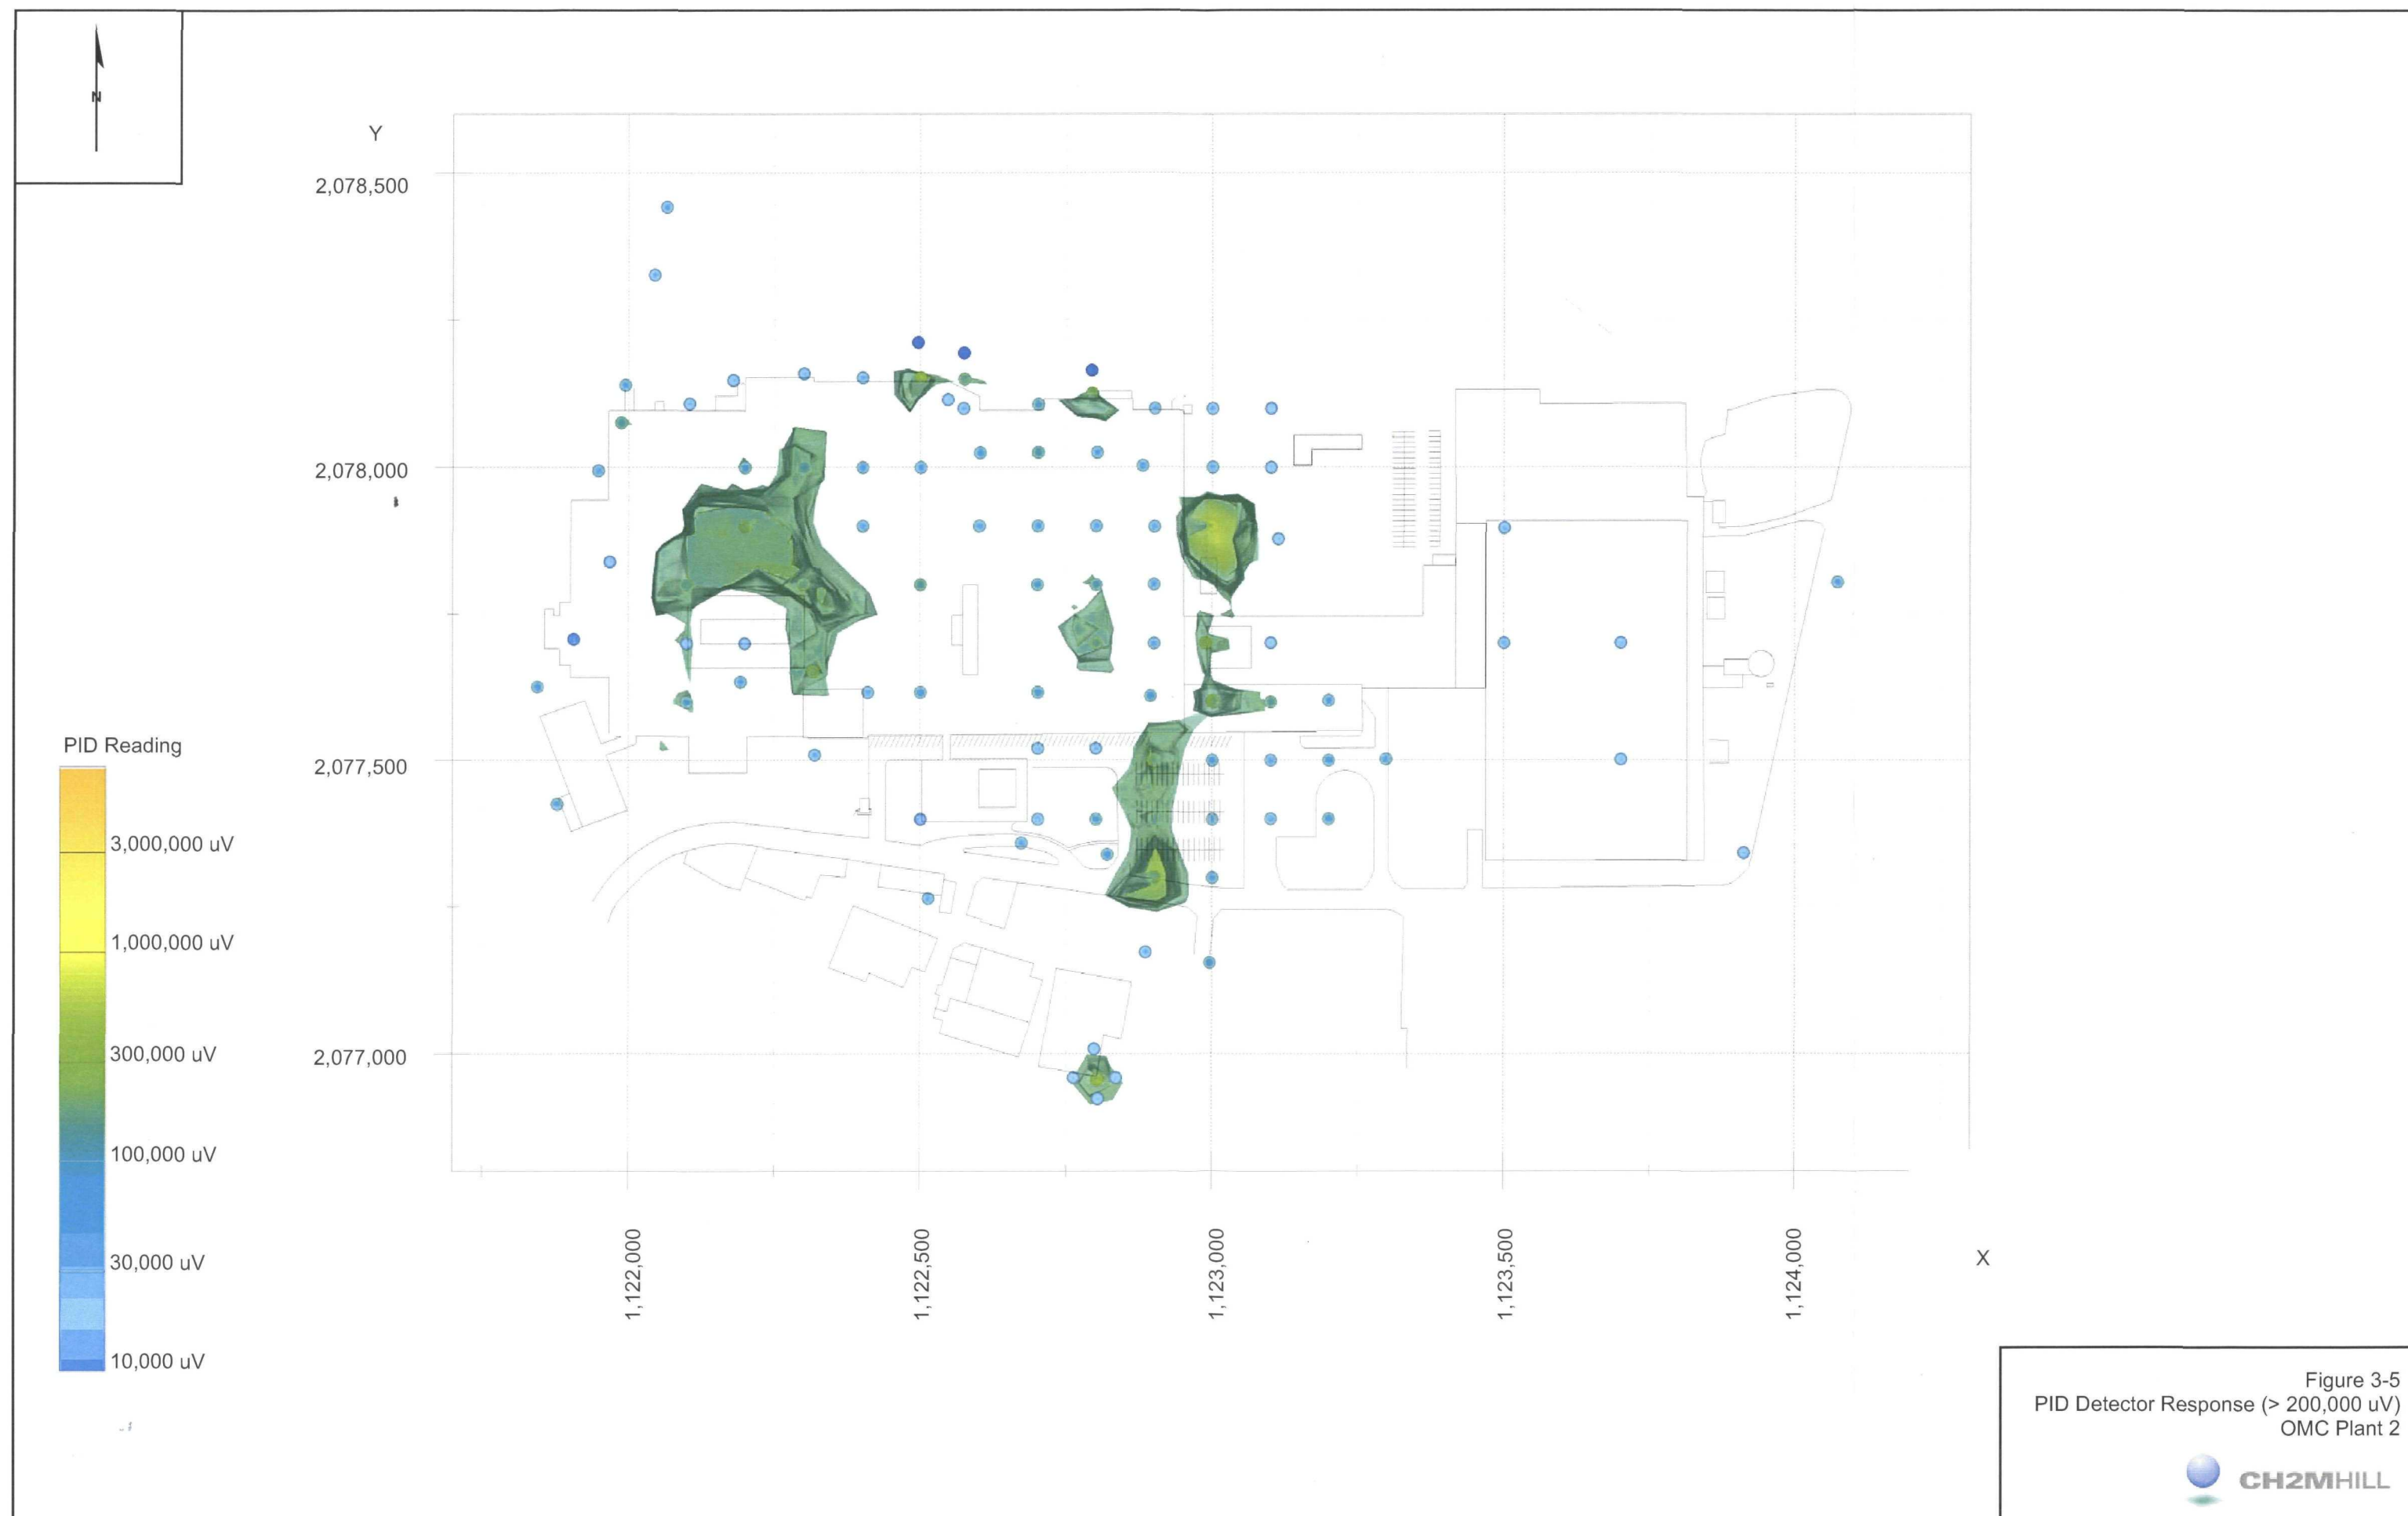 N
Y
2,078,500
2,078,000
2,077,500
2,077,000
PID Reading
3,000,000 uV
1,000,000 uV
300,000 uV
100,000 uV
30,000 uV
10,000 uV
1,122,000
1,122,500
1,123,000
1,123,500
1,124,000
X
Figure 3-5
PID Detector Response (> 200,000 uV)
OMC Plant 2
CH2MHILL